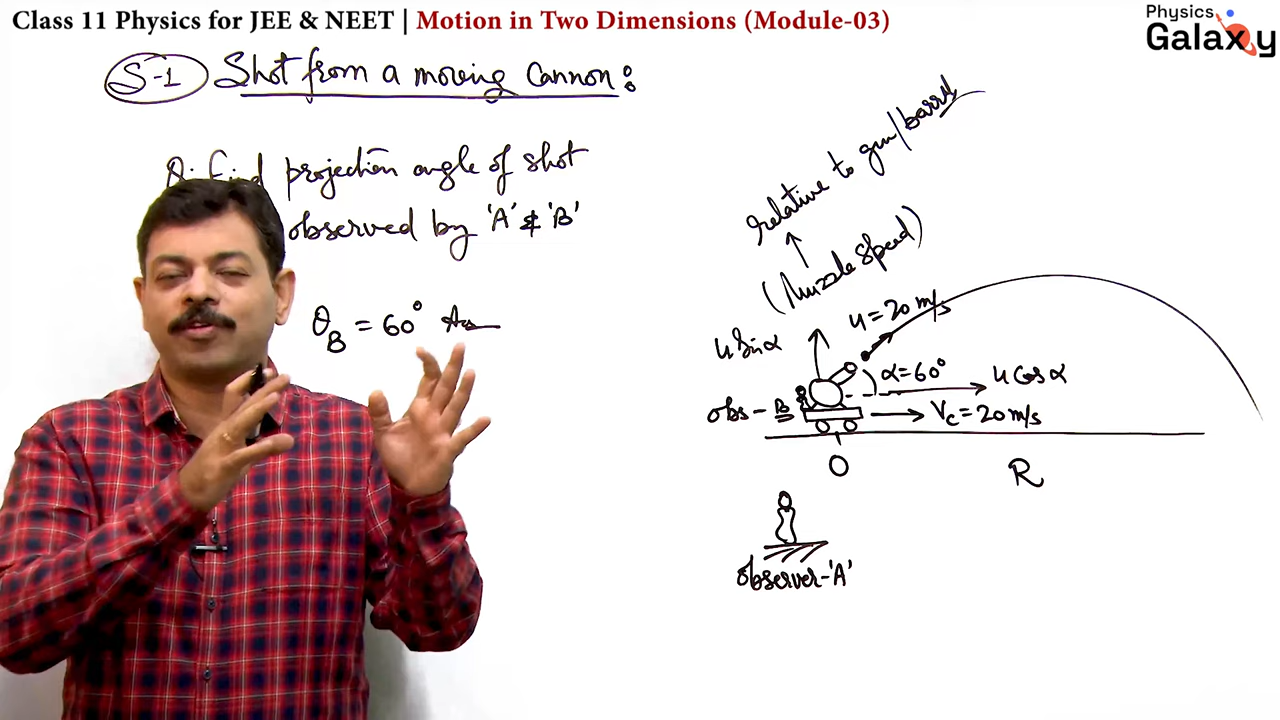 Class 11 Physics for JEE & NEET | Motion in Two Dimensions (Module-03)
Physics
Galaxy
S-1 Shot from a moving Cannon:
Q: Find projection angle of shot
observed by 'A' & 'B'
θB = 60° Ans
relative to gun/barrel
(Muzzle Speed)
u = 20 m/s
u Sin α
α = 60°
u Cos α
obs - B
Vc = 20 m/s
O
R
observer-'A'